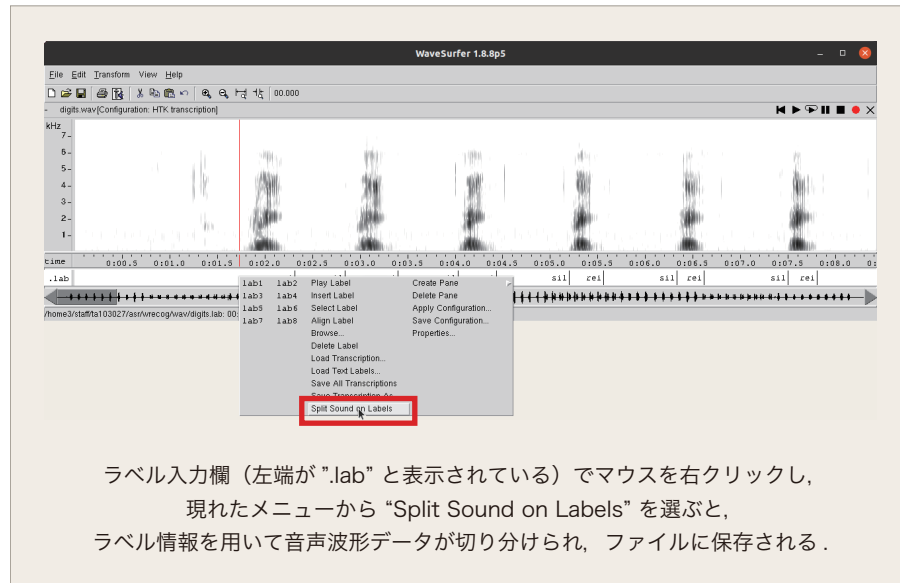 WaveSurfer 1.8.8p5
File Edit Transform View Help
00.000
- digits.wav[Configuration: HTK transcription]
kHz
7
6
5
4
3
2
1
time 0:00.5 0:01.0 0:01.5 0:02.0 0:02.5 0:03.0 0:03.5 0:04.0 0:04.5 0:05.0 0:05.5 0:06.0 0:06.5 0:07.0 0:07.5 0:08.0 0:
.lab sil rei sil rei sil rei
/home3/staff/ta103027/asr/wrecog/wav/digits.lab: 00:
lab1 lab2 Play Label Create Pane
lab3 lab4 Insert Label Delete Pane
lab5 lab6 Select Label Apply Configuration...
lab7 lab8 Align Label Save Configuration...
Browse... Properties...
Delete Label
Load Transcription...
Load Text Labels...
Save All Transcriptions
Save Transcription As
Split Sound on Labels
ラベル入力欄（左端が ”.lab” と表示されている）でマウスを右クリックし，
現れたメニューから “Split Sound on Labels” を選ぶと，
ラベル情報を用いて音声波形データが切り分けられ，ファイルに保存される .